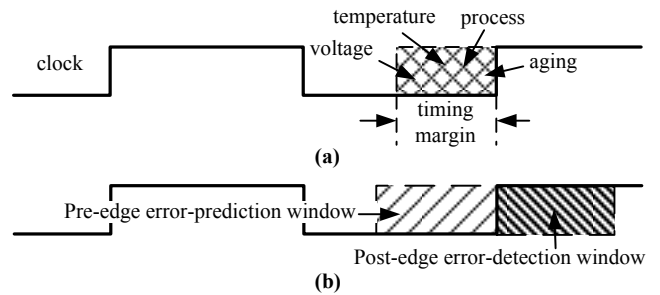 temperature
process
voltage
clock
aging
timing
margin
(a)
Pre-edge error-prediction window
Post-edge error-detection window
(b)